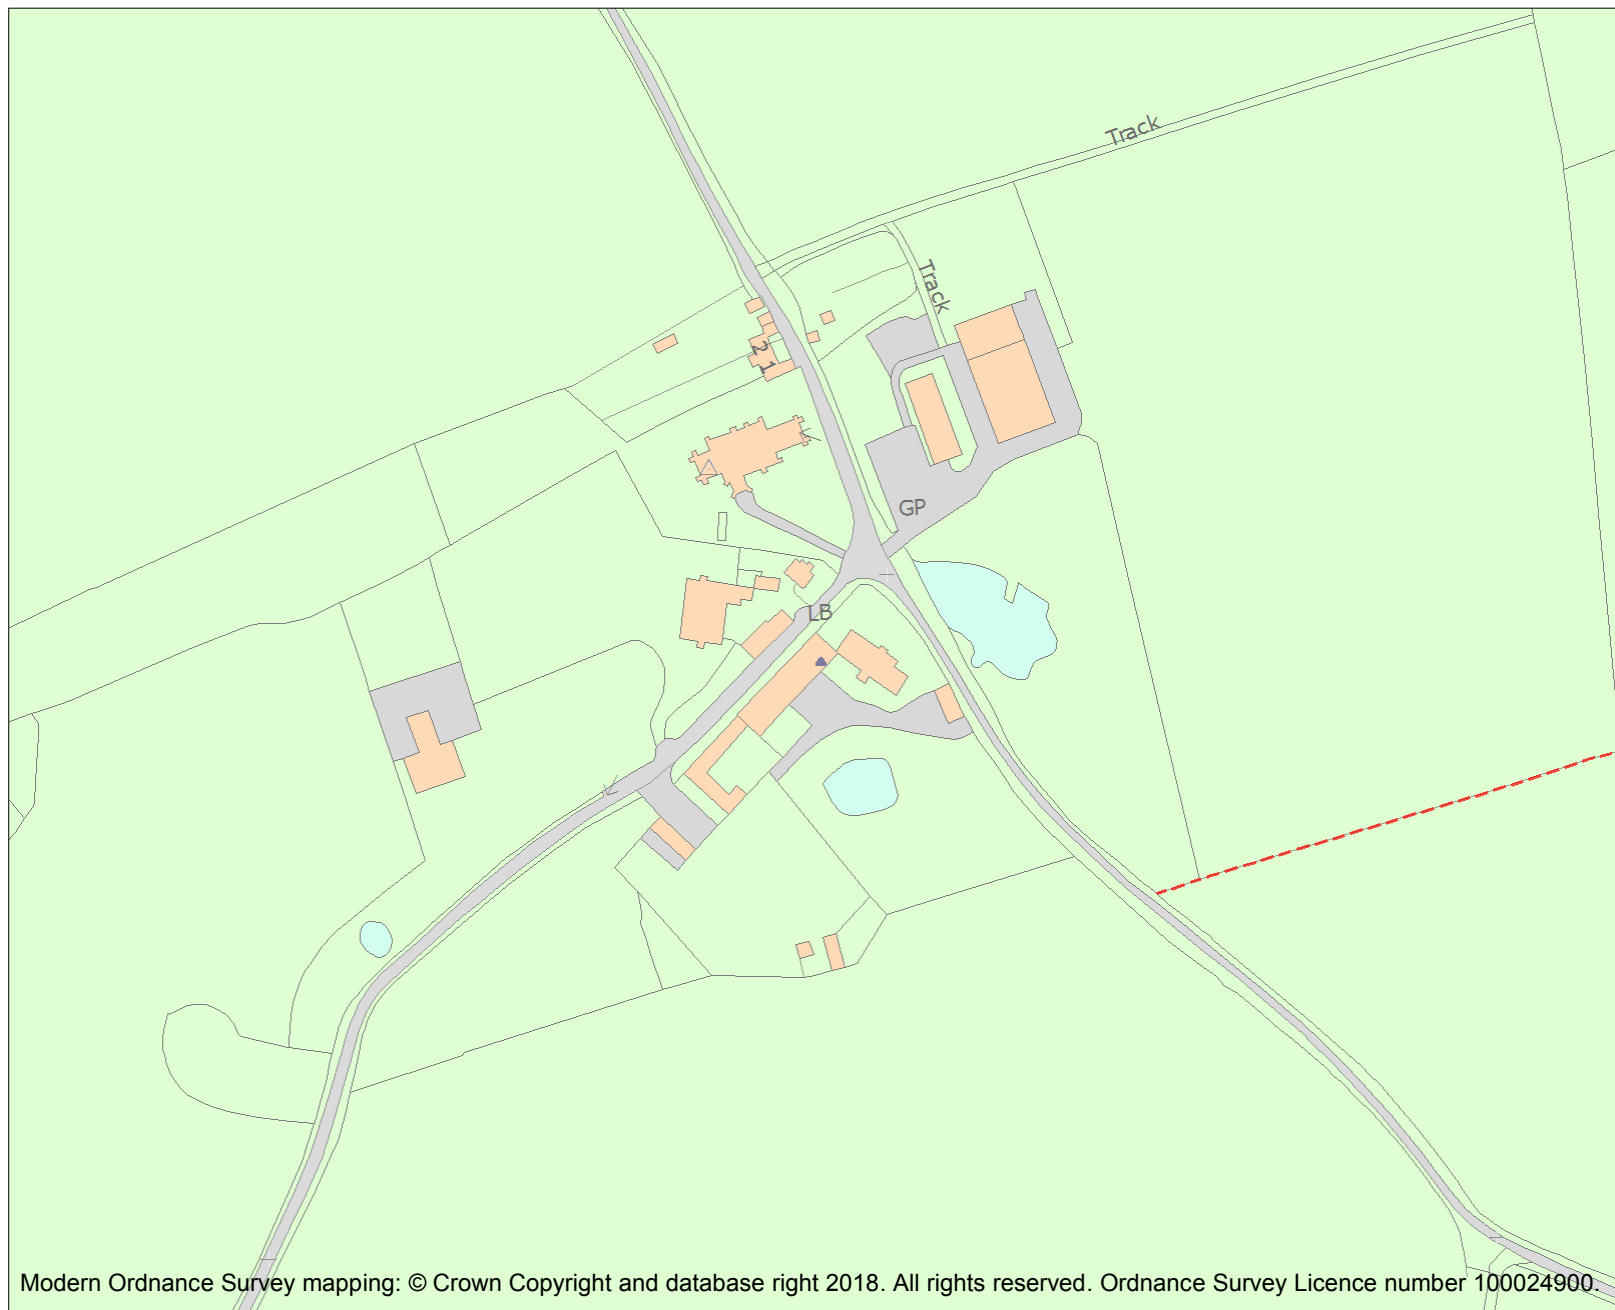 Track
Track
2
1
GP
LB
Modern Ordnance Survey mapping: © Crown Copyright and database right 2018. All rights reserved. Ordnance Survey Licence number 100024900.